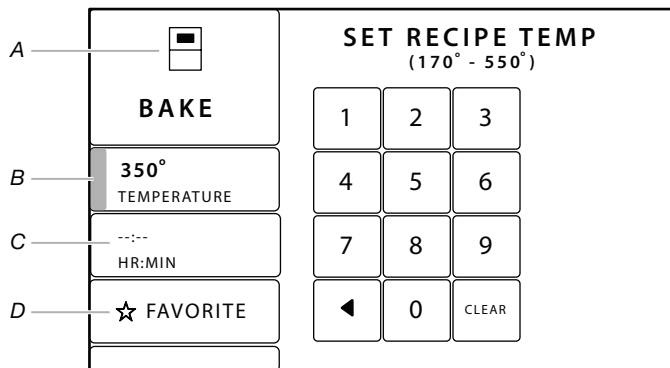 A
BAKE
B
350°
TEMPERATURE
C
--:--
HR:MIN
D
☆ FAVORITE
SET RECIPE TEMP
(170° - 550°)
1 2 3
4 5 6
7 8 9
◀ 0 CLEAR